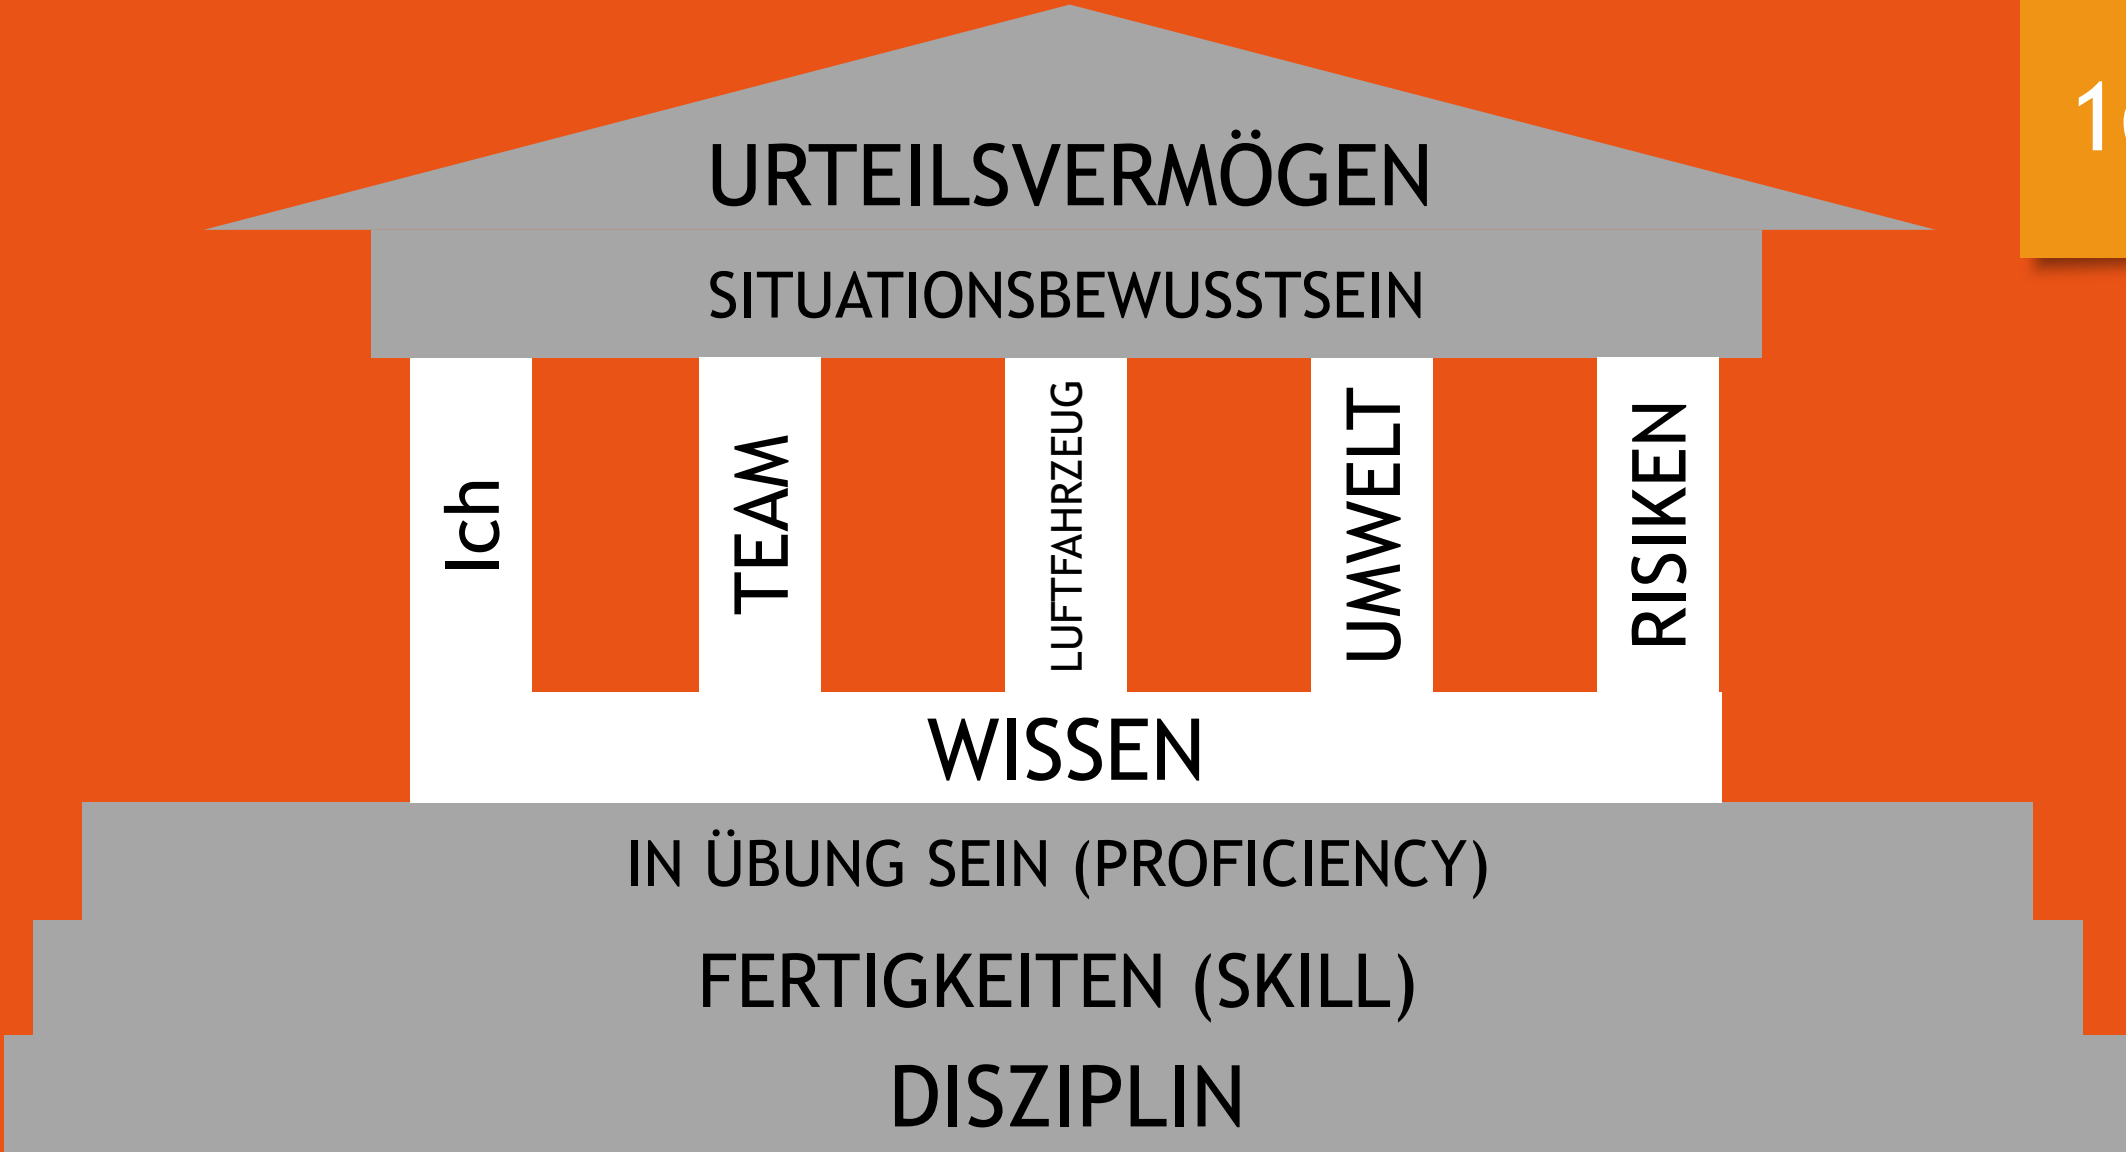 URTEILSVERMÖGEN
SITUATIONSBEWUSSTSEIN
Ich
TEAM
LUFTFAHRZEUG
UMWELT
RISIKEN
WISSEN
IN ÜBUNG SEIN (PROFICIENCY)
FERTIGKEITEN (SKILL)
DISZIPLIN